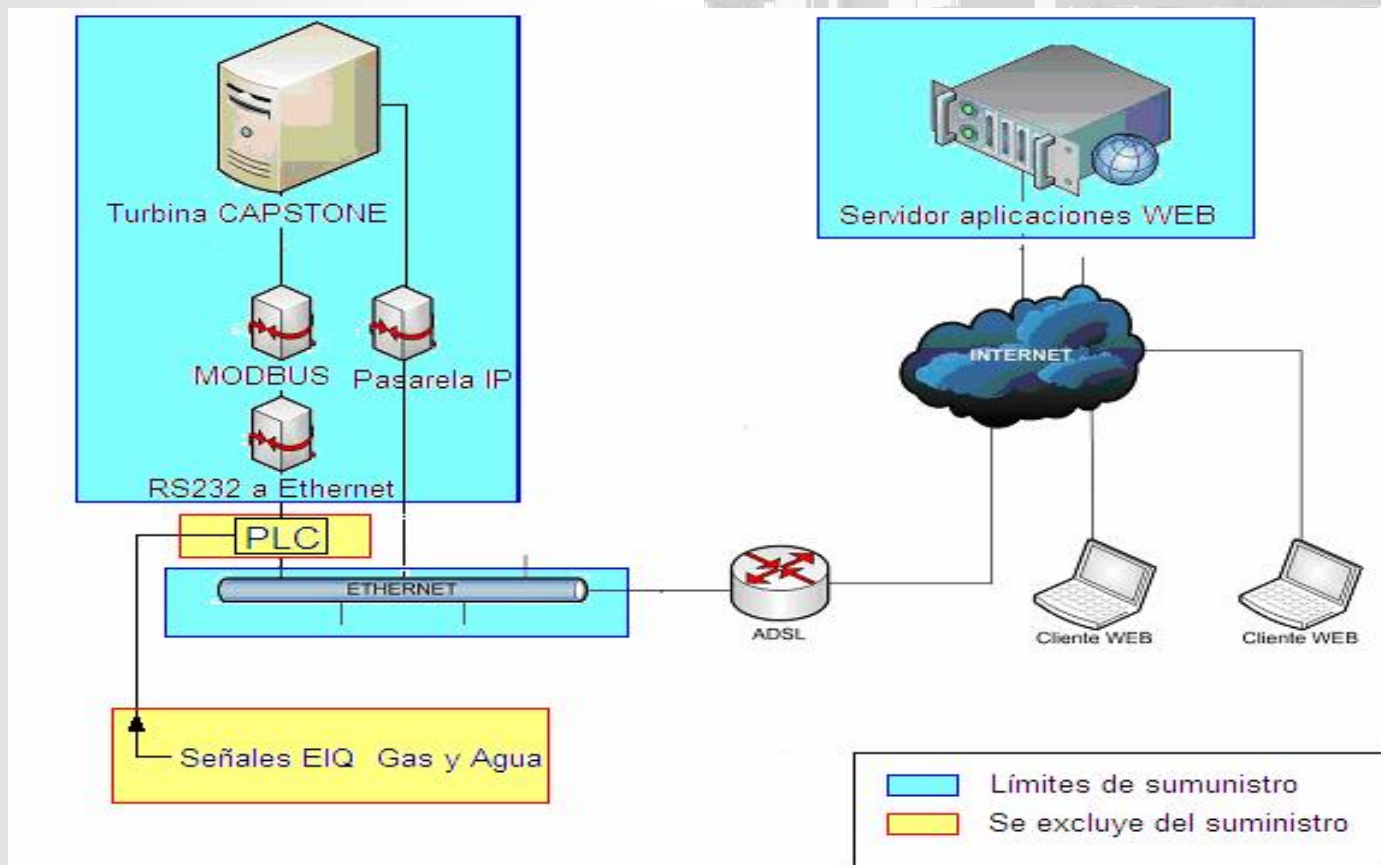 Turbina CAPSTONE
MODBUS
Pasarela IP
RS232 a Ethernet
PLC
ETHERNET
Señales EIQ Gas y Agua
Servidor aplicaciones WEB
INTERNET
ADSL
Cliente WEB
Cliente WEB
Límites de sumunistro
Se excluye del suministro